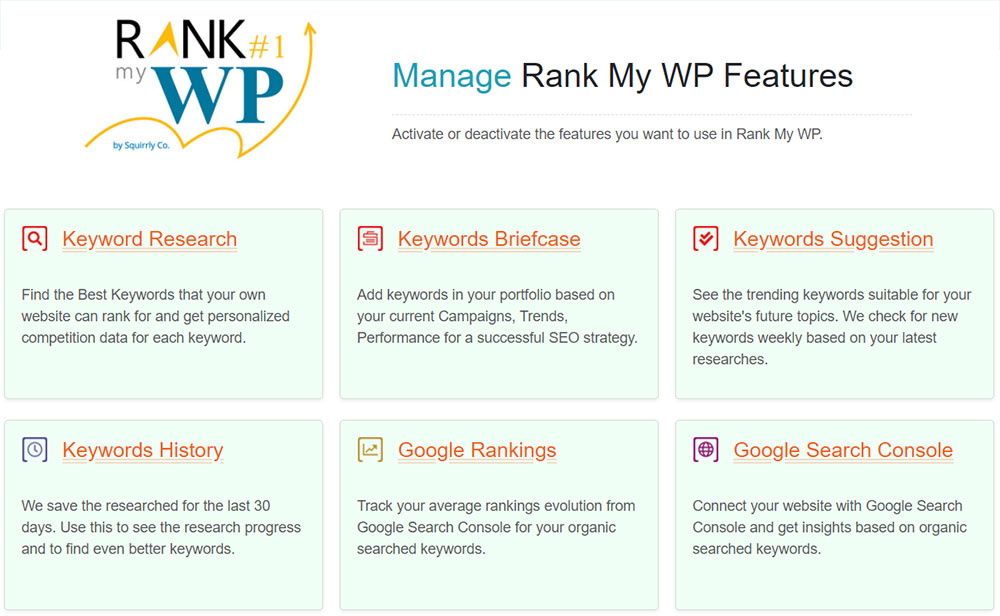 RANK #1
my WP
by Squirrly Co.
Manage Rank My WP Features
Activate or deactivate the features you want to use in Rank My WP.
Keyword Research
Find the Best Keywords that your own
website can rank for and get personalized
competition data for each keyword.
Keywords Briefcase
Add keywords in your portfolio based on
your current Campaigns, Trends,
Performance for a successful SEO strategy.
Keywords Suggestion
See the trending keywords suitable for your
website's future topics. We check for new
keywords weekly based on your latest
researches.
Keywords History
We save the researched for the last 30
days. Use this to see the research progress
and to find even better keywords.
Google Rankings
Track your average rankings evolution from
Google Search Console for your organic
searched keywords.
Google Search Console
Connect your website with Google Search
Console and get insights based on organic
searched keywords.